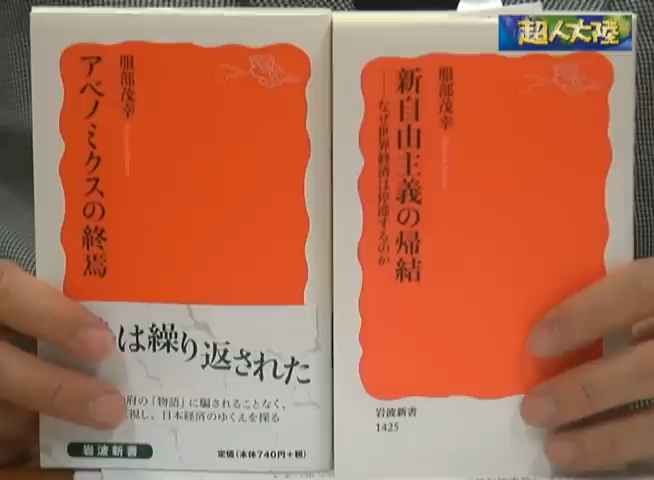 超人大陸
服部茂幸
アベノミクスの終焉
は繰り返された
府の「物語」に騙されることなく、
視し、日本経済のゆくえを探る
岩波新書
定価(本体740円+税)
服部茂幸
新自由主義の帰結
──なぜ世界経済は停滞するのか
岩波新書
1425